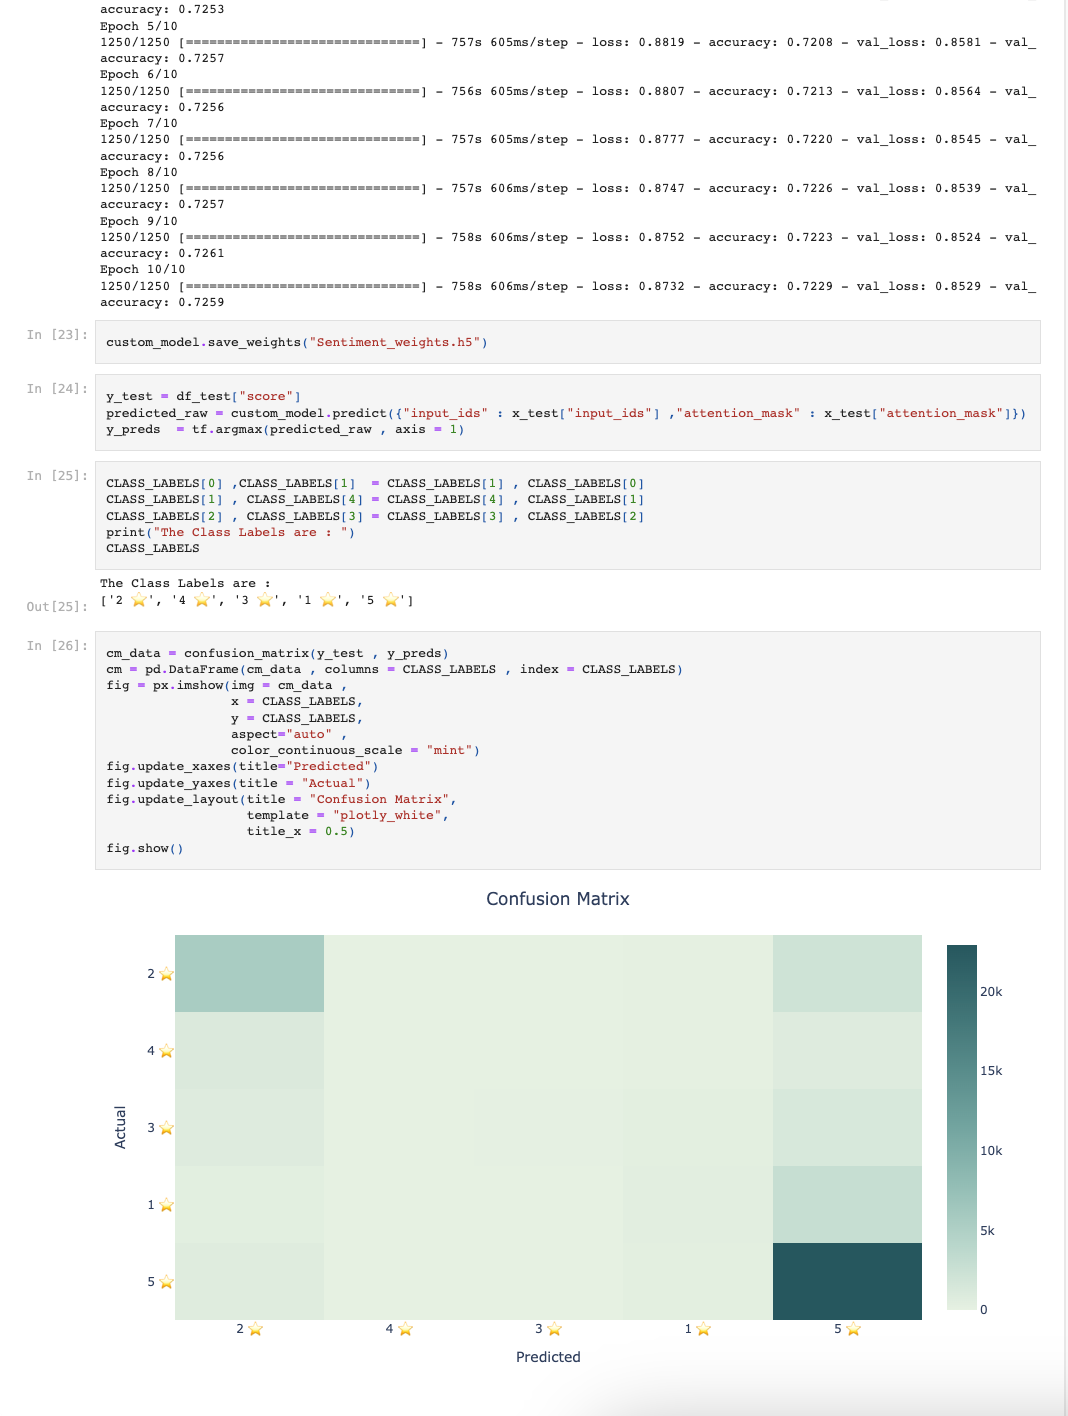 accuracy: 0.7253
Epoch 5/10
1250/1250 [==============================] - 757s 605ms/step - loss: 0.8819 - accuracy: 0.7208 - val_loss: 0.8581 - val_
accuracy: 0.7257
Epoch 6/10
1250/1250 [==============================] - 756s 605ms/step - loss: 0.8807 - accuracy: 0.7213 - val_loss: 0.8564 - val_
accuracy: 0.7256
Epoch 7/10
1250/1250 [==============================] - 757s 605ms/step - loss: 0.8777 - accuracy: 0.7220 - val_loss: 0.8545 - val_
accuracy: 0.7256
Epoch 8/10
1250/1250 [==============================] - 757s 606ms/step - loss: 0.8747 - accuracy: 0.7226 - val_loss: 0.8539 - val_
accuracy: 0.7257
Epoch 9/10
1250/1250 [==============================] - 758s 606ms/step - loss: 0.8752 - accuracy: 0.7223 - val_loss: 0.8524 - val_
accuracy: 0.7261
Epoch 10/10
1250/1250 [==============================] - 758s 606ms/step - loss: 0.8732 - accuracy: 0.7229 - val_loss: 0.8529 - val_
accuracy: 0.7259
In [23]:
custom_model.save_weights("Sentiment_weights.h5")
In [24]:
y_test = df_test["score"]
predicted_raw = custom_model.predict({"input_ids" : x_test["input_ids"] ,"attention_mask" : x_test["attention_mask"]})
y_preds  = tf.argmax(predicted_raw , axis = 1)
In [25]:
CLASS_LABELS[0] ,CLASS_LABELS[1]  = CLASS_LABELS[1] , CLASS_LABELS[0]
CLASS_LABELS[1] , CLASS_LABELS[4] = CLASS_LABELS[4] , CLASS_LABELS[1]
CLASS_LABELS[2] , CLASS_LABELS[3] = CLASS_LABELS[3] , CLASS_LABELS[2]
print("The Class Labels are : ")
CLASS_LABELS
The Class Labels are :
Out[25]: ['2 ⭐', '4 ⭐', '3 ⭐', '1 ⭐', '5 ⭐']
In [26]:
cm_data = confusion_matrix(y_test , y_preds)
cm = pd.DataFrame(cm_data , columns = CLASS_LABELS , index = CLASS_LABELS)
fig = px.imshow(img = cm_data ,
                x = CLASS_LABELS,
                y = CLASS_LABELS,
                aspect="auto" ,
                color_continuous_scale = "mint")
fig.update_xaxes(title="Predicted")
fig.update_yaxes(title = "Actual")
fig.update_layout(title = "Confusion Matrix",
                  template = "plotly_white",
                  title_x = 0.5)
fig.show()
Confusion Matrix
Actual
2 ⭐
4 ⭐
3 ⭐
1 ⭐
5 ⭐
2 ⭐ 4 ⭐ 3 ⭐ 1 ⭐ 5 ⭐
Predicted
20k
15k
10k
5k
0